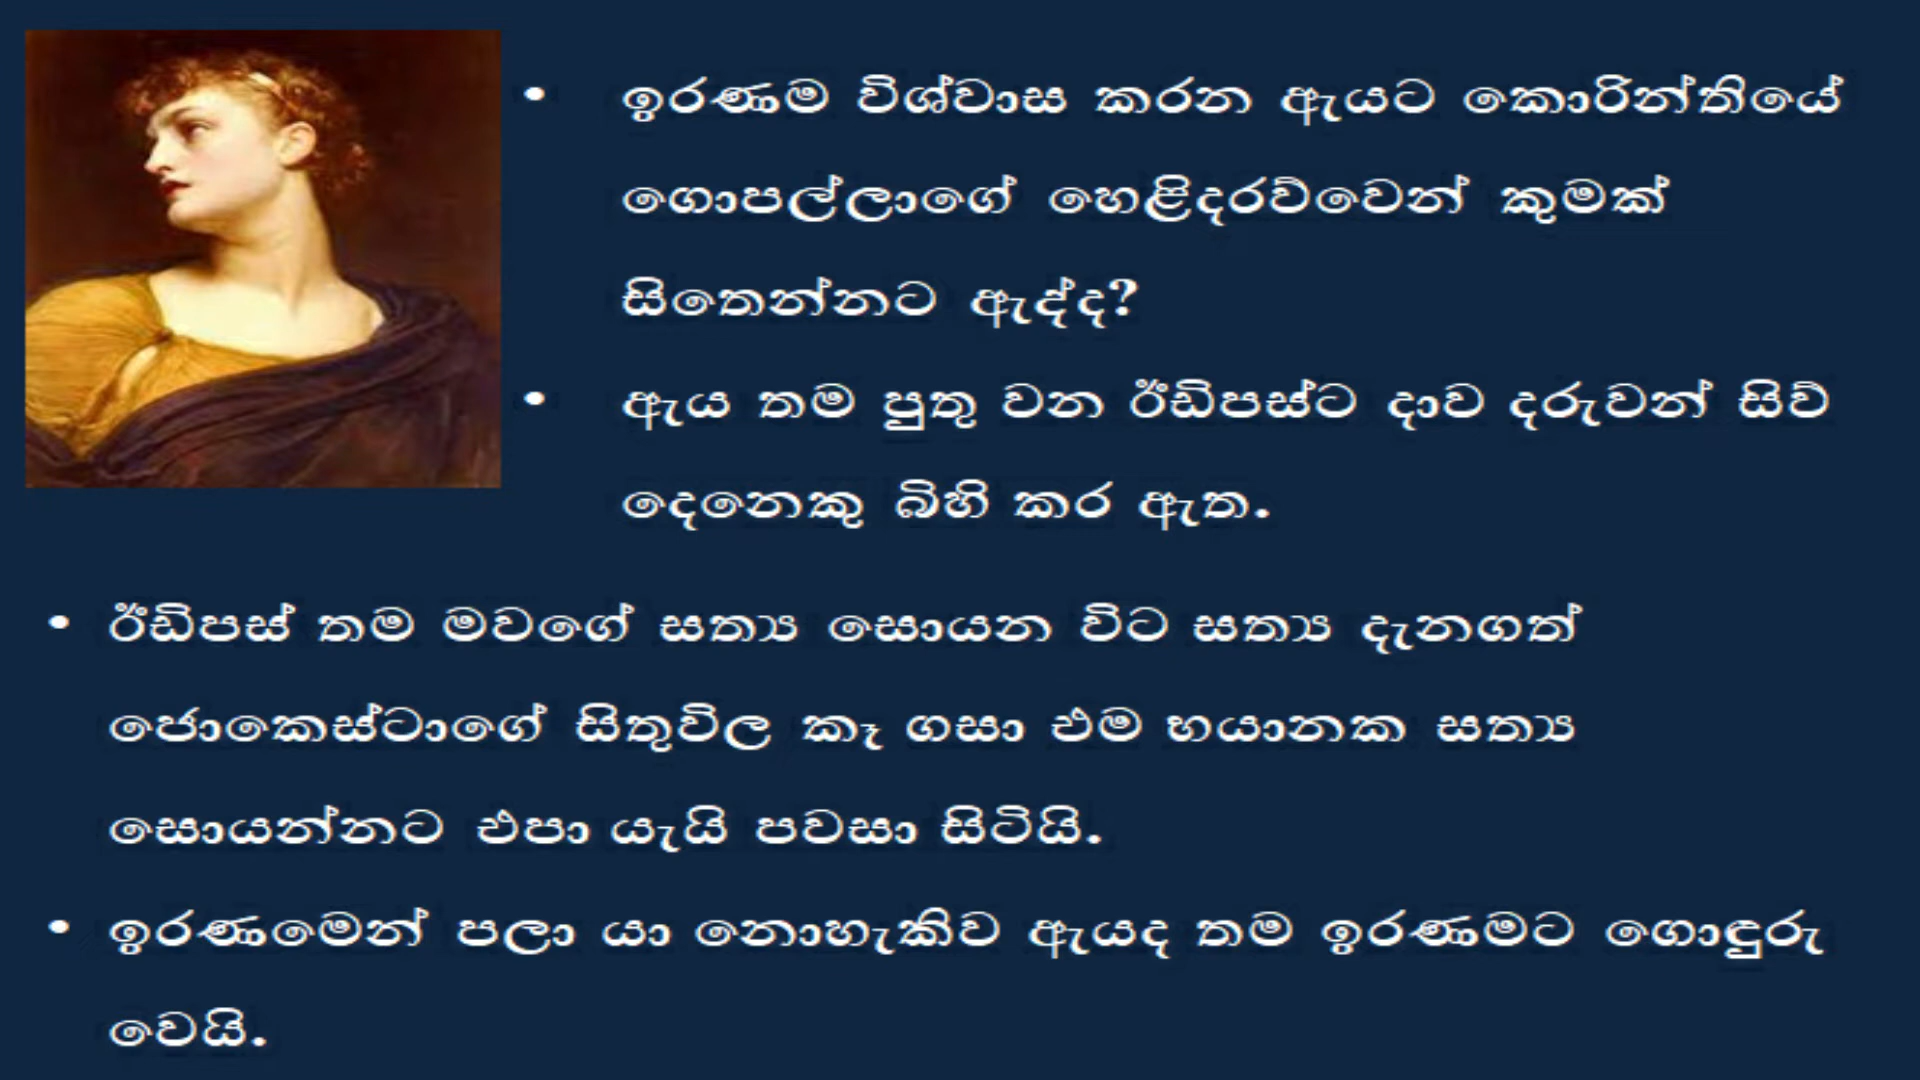 • ඉරණම විශ්වාස කරන ඇයට කොරින්තියේ
ගොපල්ලාගේ හෙළිදරව්වෙන් කුමක්
සිතෙන්නට ඇද්ද?
• ඇය තම පුතු වන ඊඩිපස්ට දාව දරුවන් සිව්
දෙනෙකු බිහි කර ඇත.
• ඊඩිපස් තම මවගේ සත්‍ය සොයන විට සත්‍ය දැනගත්
ජොකෙස්ටාගේ සිතුවිල කෑ ගසා එම භයානක සත්‍ය
සොයන්නට එපා යැයි පවසා සිටියි.
• ඉරණමෙන් පලා යා නොහැකිව ඇයද තම ඉරණමට ගොඳුරු
වෙයි.